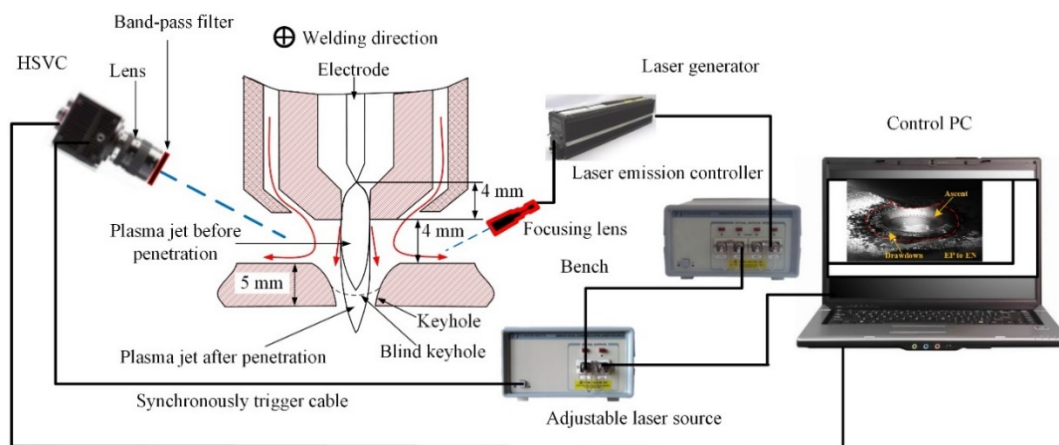 Band-pass filter
HSVC
Lens
Welding direction
Electrode
Laser generator
Control PC
Laser emission controller
4 mm
4 mm
Focusing lens
Plasma jet before
penetration
Bench
5 mm
Keyhole
Plasma jet after penetration
Blind keyhole
Synchronously trigger cable
Adjustable laser source
Ascent
Drawdown
EP to EN